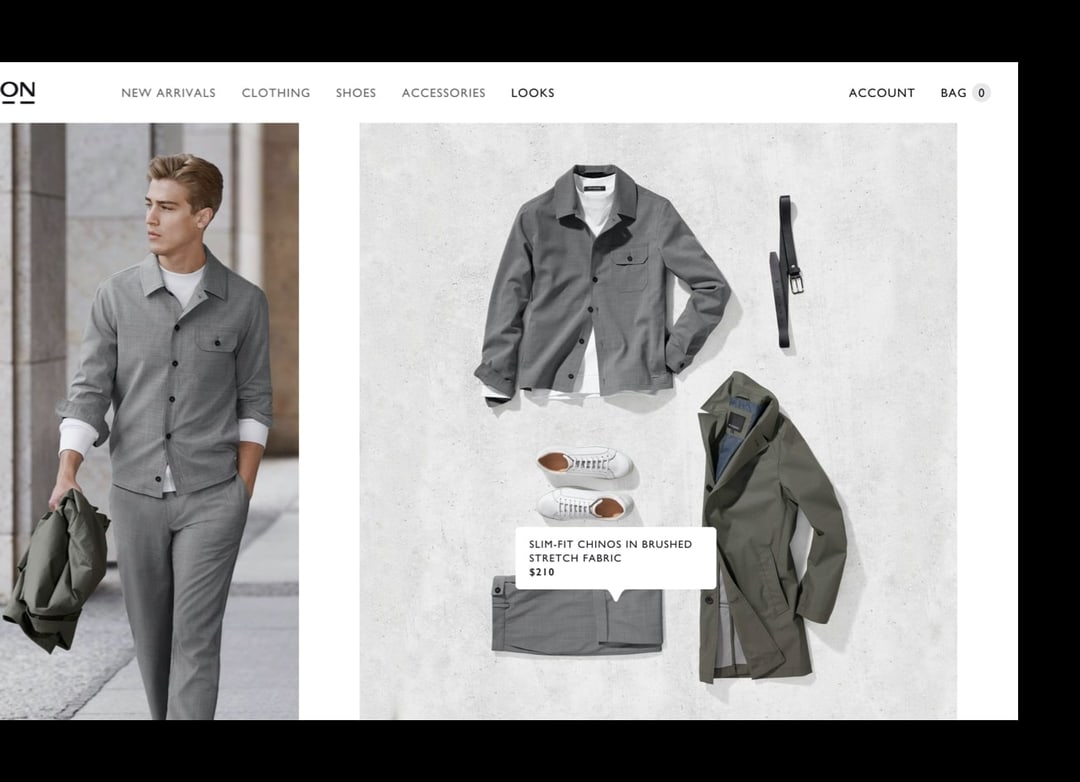 ON
NEW ARRIVALS CLOTHING SHOES ACCESSORIES LOOKS ACCOUNT BAG 0
SLIM-FIT CHINOS IN BRUSHED
STRETCH FABRIC
$210